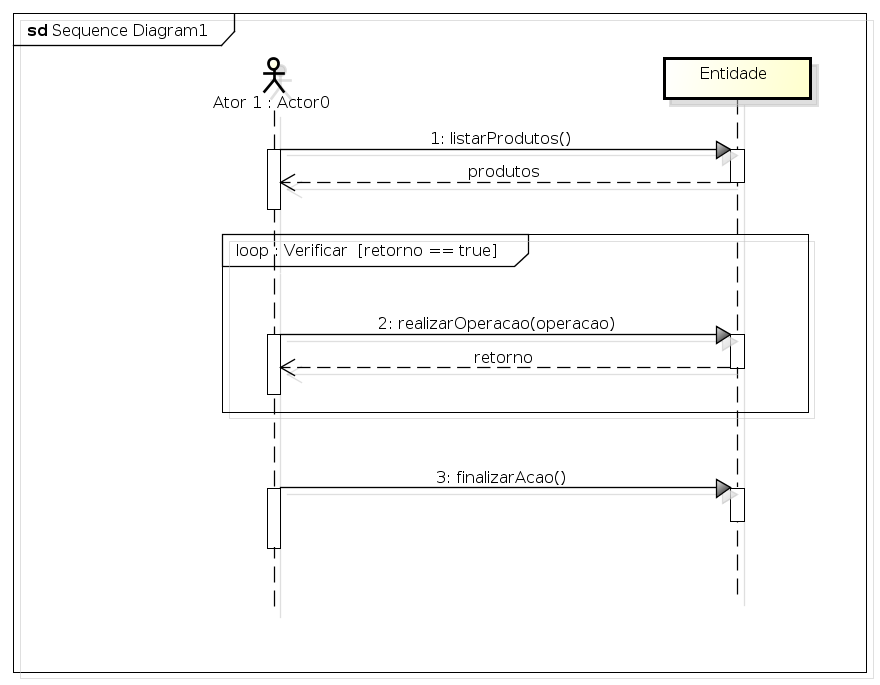 sd Sequence Diagram1
Ator 1 : Actor0
Entidade
1: listarProdutos()
produtos
loop : Verificar [retorno == true]
2: realizarOperacao(operacao)
retorno
3: finalizarAcao()